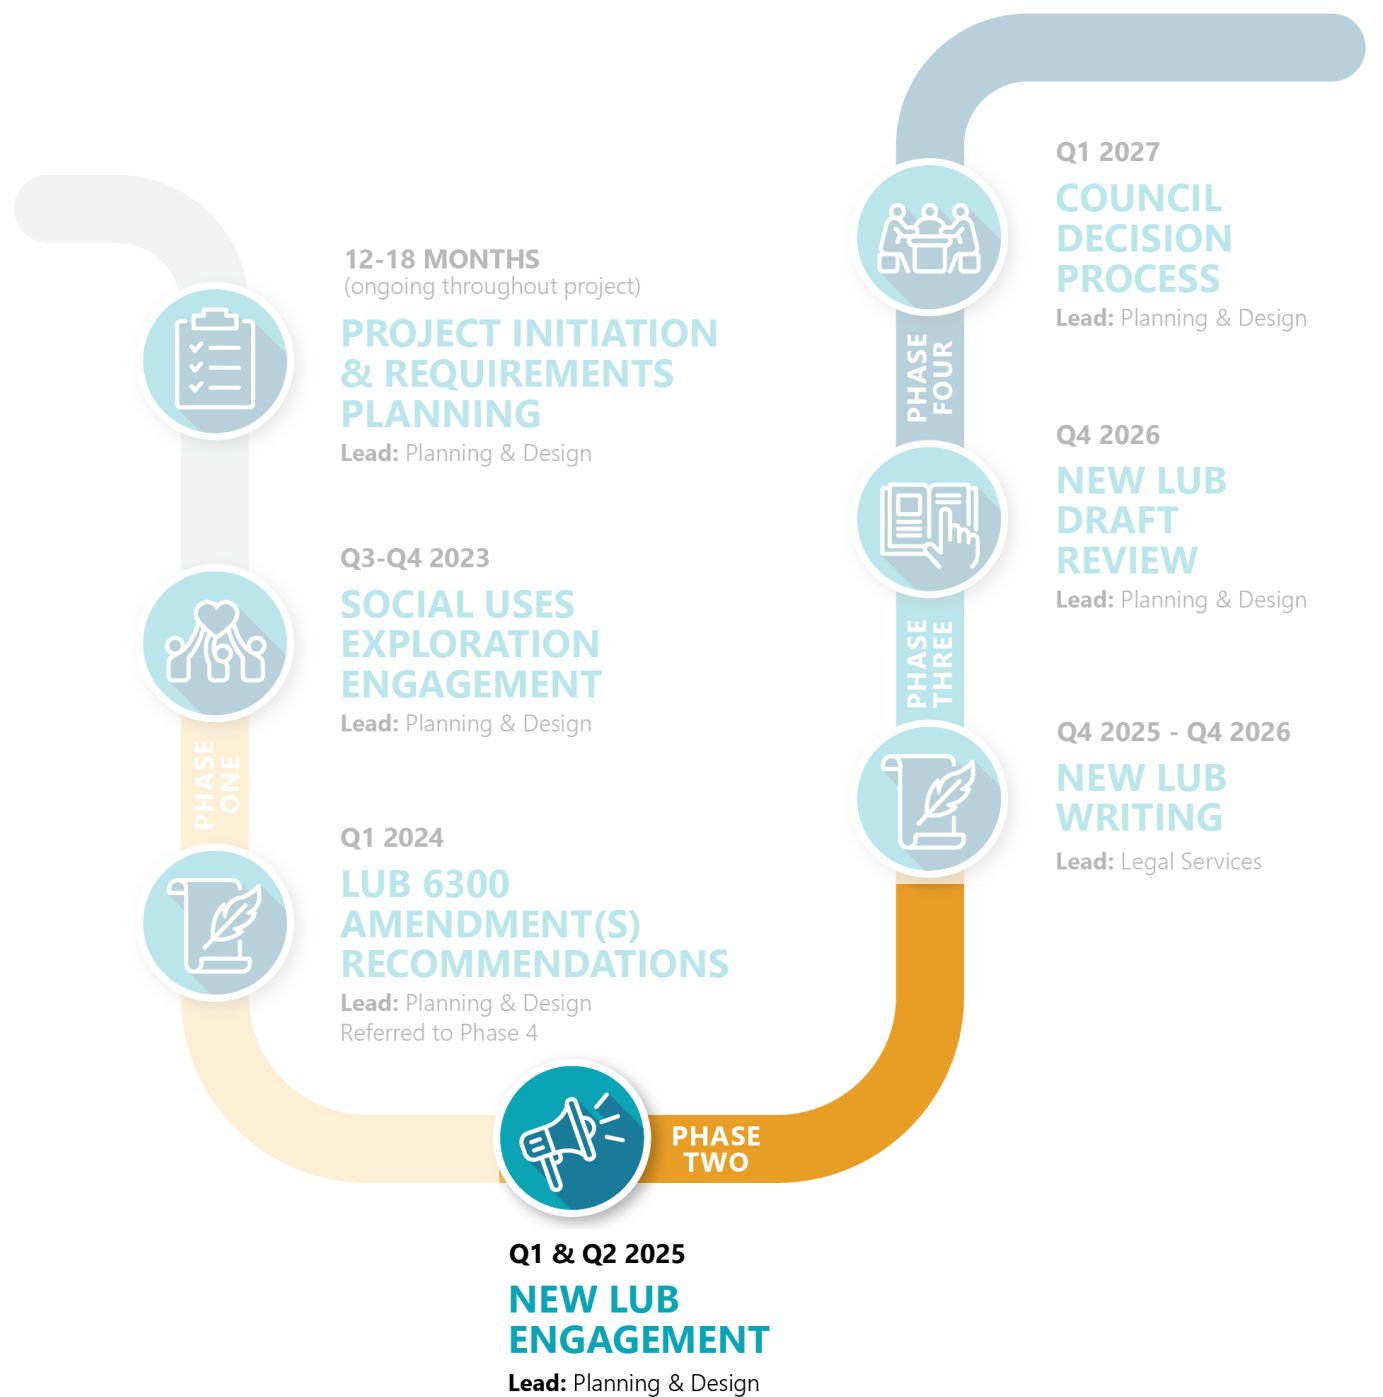 12-18 MONTHS
(ongoing throughout project)
PROJECT INITIATION
& REQUIREMENTS
PLANNING
Lead: Planning & Design
Q3-Q4 2023
SOCIAL USES
EXPLORATION
ENGAGEMENT
Lead: Planning & Design
PHASE
ONE
Q1 2024
LUB 6300
AMENDMENT(S)
RECOMMENDATIONS
Lead: Planning & Design
Referred to Phase 4
PHASE
TWO
Q1 & Q2 2025
NEW LUB
ENGAGEMENT
Lead: Planning & Design
Q4 2025 - Q4 2026
NEW LUB
WRITING
Lead: Legal Services
PHASE
THREE
Q4 2026
NEW LUB
DRAFT
REVIEW
Lead: Planning & Design
PHASE
FOUR
Q1 2027
COUNCIL
DECISION
PROCESS
Lead: Planning & Design